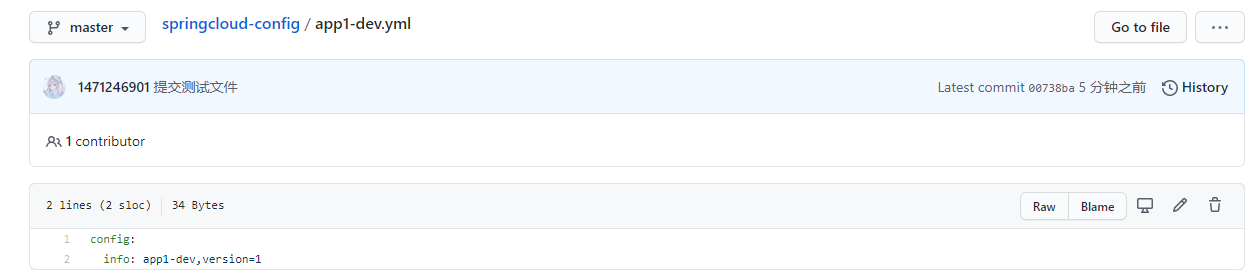 master springcloud-config / app1-dev.yml Go to file ...
1471246901 提交测试文件 Latest commit 00738ba 5 分钟之前 History
1 contributor
2 lines (2 sloc) 34 Bytes Raw Blame
1 config:
2 info: app1-dev,version=1